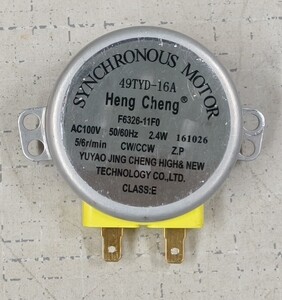 SYNCHRONOUS MOTOR
49TYD-16A
Heng Cheng®
F6326-11F0
AC100V 50/60Hz 2.4W 161026
5/6r/min CW/CCW Z.P
YUYAO JING CHENG HIGH& NEW
TECHNOLOGY CO.,LTD.
CLASS:E